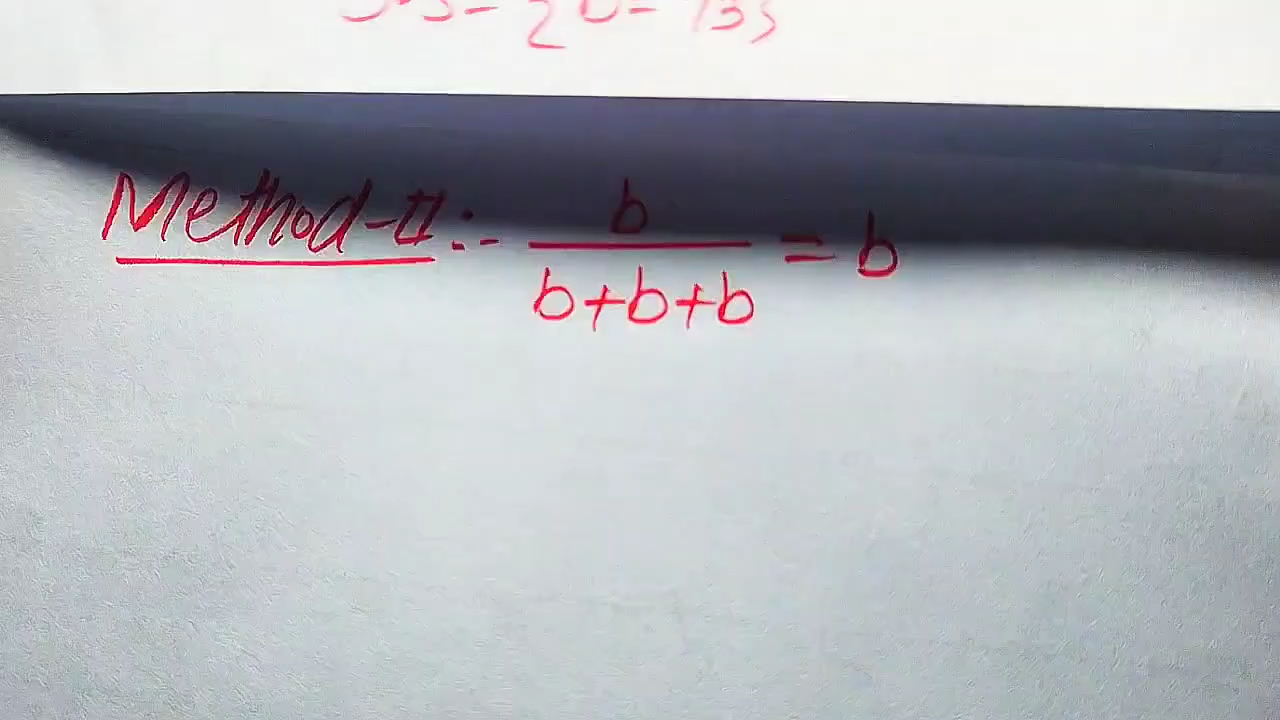 Method-II :- b/(b+b+b) = b